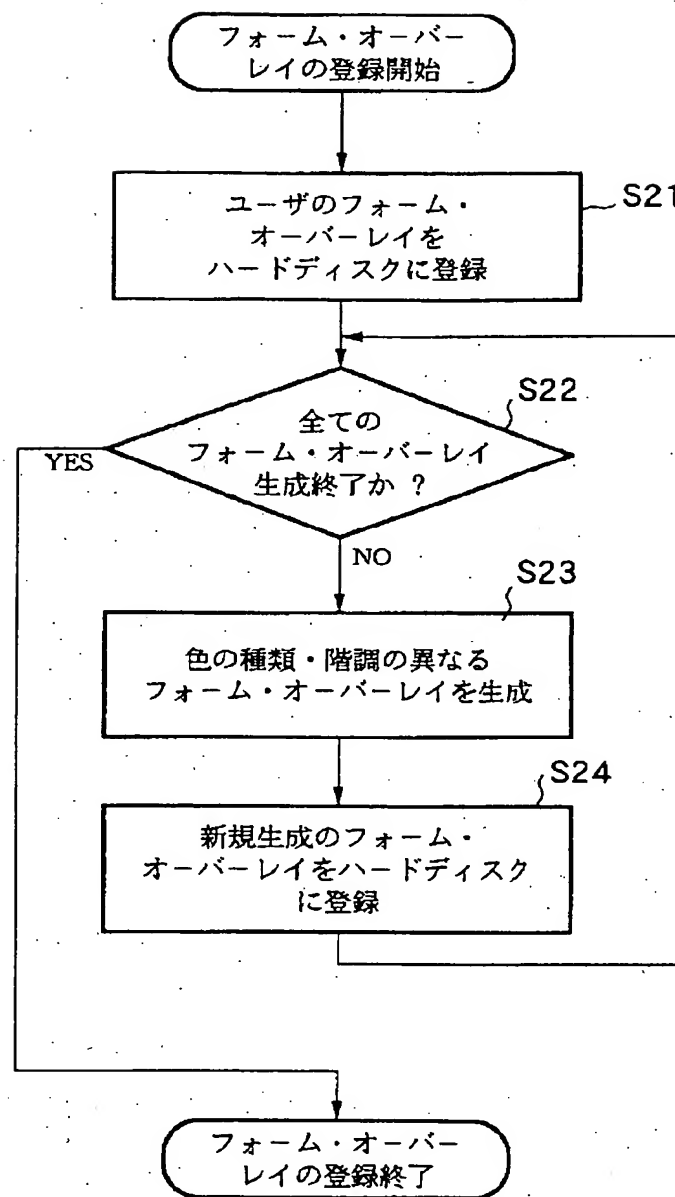 フォーム・オーバー
レイの登録開始
ユーザのフォーム・
オーバーレイを
ハードディスクに登録
S21
S22
全ての
フォーム・オーバーレイ
生成終了か ?
YES
NO
S23
色の種類・階調の異なる
フォーム・オーバーレイを生成
S24
新規生成のフォーム・
オーバーレイをハードディスク
に登録
フォーム・オーバー
レイの登録終了